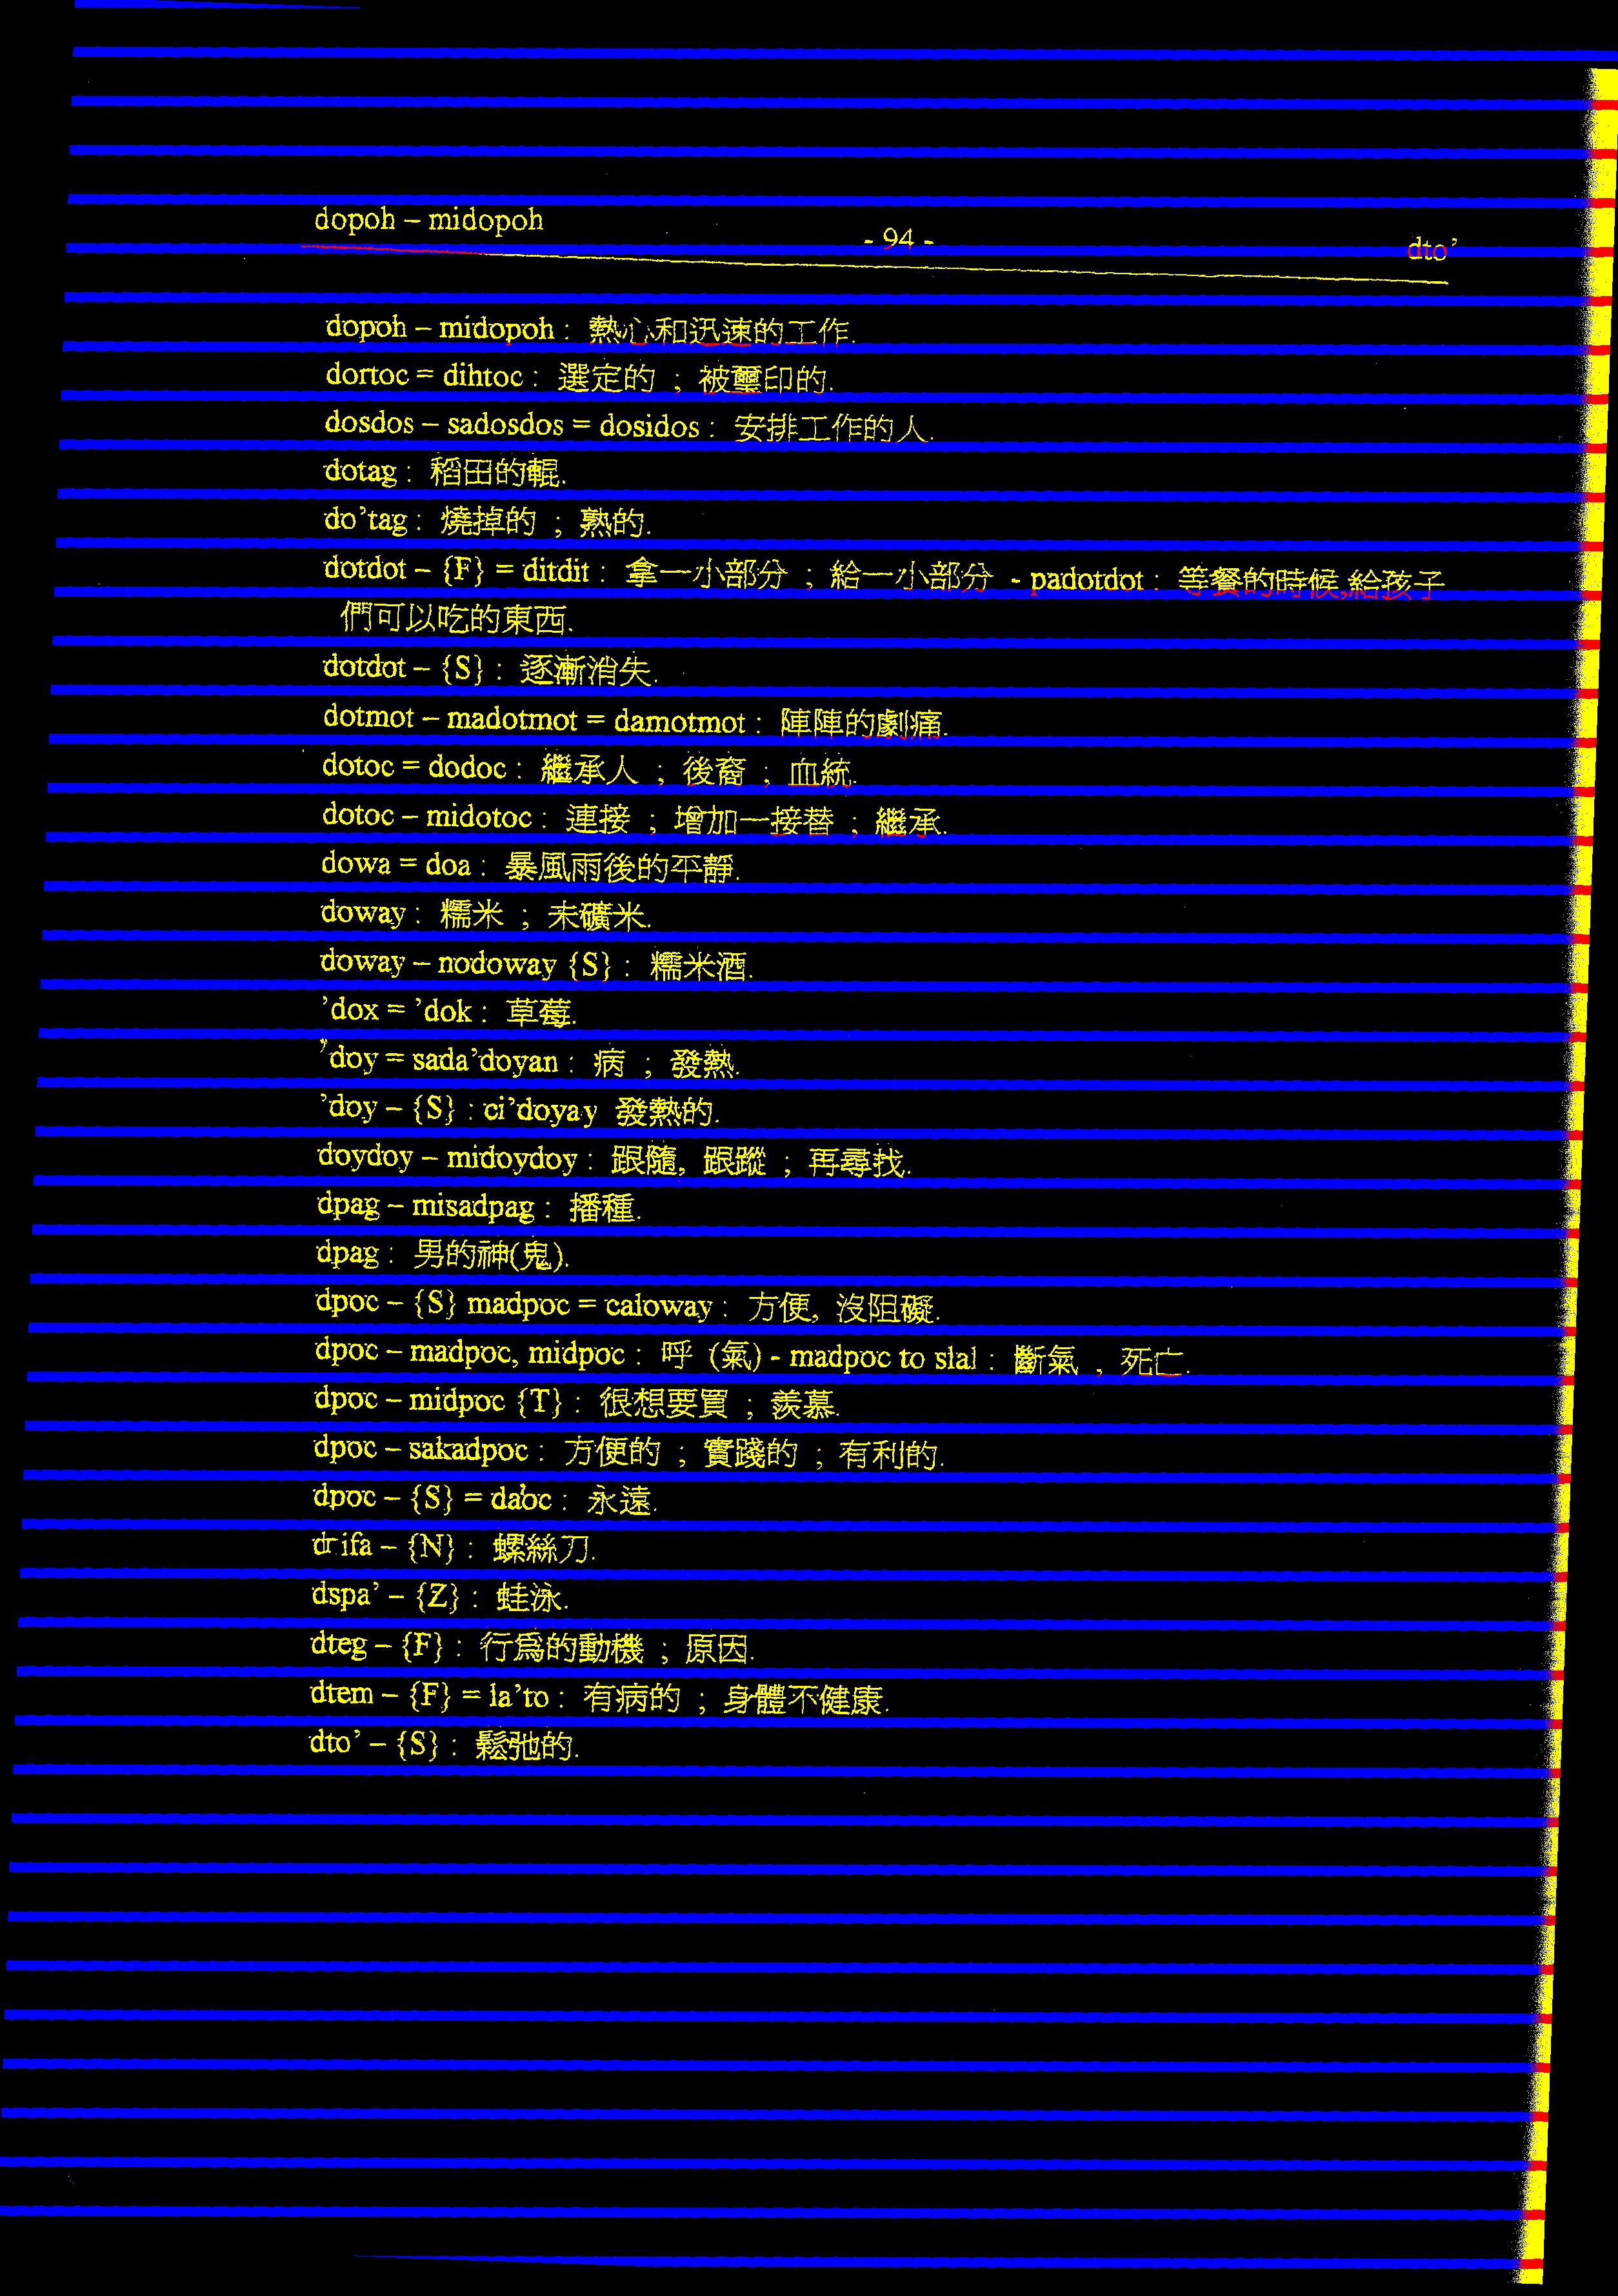 dopoh – midopoh - 94 - dto’
dopoh – midopoh : 熱心和迅速的工作.
dortoc = dihtoc : 選定的 ; 被璽印的.
dosdos – sadosdos = dosidos : 安排工作的人.
dotag : 稻田的輥.
do’tag : 燒掉的 ; 熟的.
dotdot – {F} = ditdit : 拿一小部分 ; 給一小部分 - padotdot : 等餐的時候,給孩子
們可以吃的東西.
dotdot – {S} : 逐漸消失.
dotmot – madotmot = damotmot : 陣陣的劇痛.
dotoc = dodoc : 繼承人 ; 後裔 ; 血統.
dotoc – midotoc : 連接 ; 增加一接替 ; 繼承.
dowa = doa : 暴風雨後的平靜.
doway : 糯米 ; 未礦米.
doway – nodoway {S} : 糯米酒.
’dox = ’dok : 草莓.
’doy = sada’doyan : 病 ; 發熱.
’doy – {S} : ci’doyay 發熱的.
doydoy – midoydoy : 跟隨, 跟蹤 ; 再尋找.
dpag – misadpag : 播種.
dpag : 男的神(鬼).
dpoc – {S} madpoc = caloway : 方便, 沒阻礙.
dpoc – madpoc, midpoc : 呼 (氣) - madpoc to slal : 斷氣 , 死亡.
dpoc – midpoc {T} : 很想要買 ; 羨慕.
dpoc – sakadpoc : 方便的 ; 實踐的 ; 有利的.
dpoc – {S} = da’oc : 永遠.
drifa – {N} : 螺絲刀.
dspa’ – {Z} : 蛙泳.
dteg – {F} : 行爲的動機 ; 原因.
dtem – {F} = la’to : 有病的 ; 身體不健康.
dto’ – {S} : 鬆弛的.